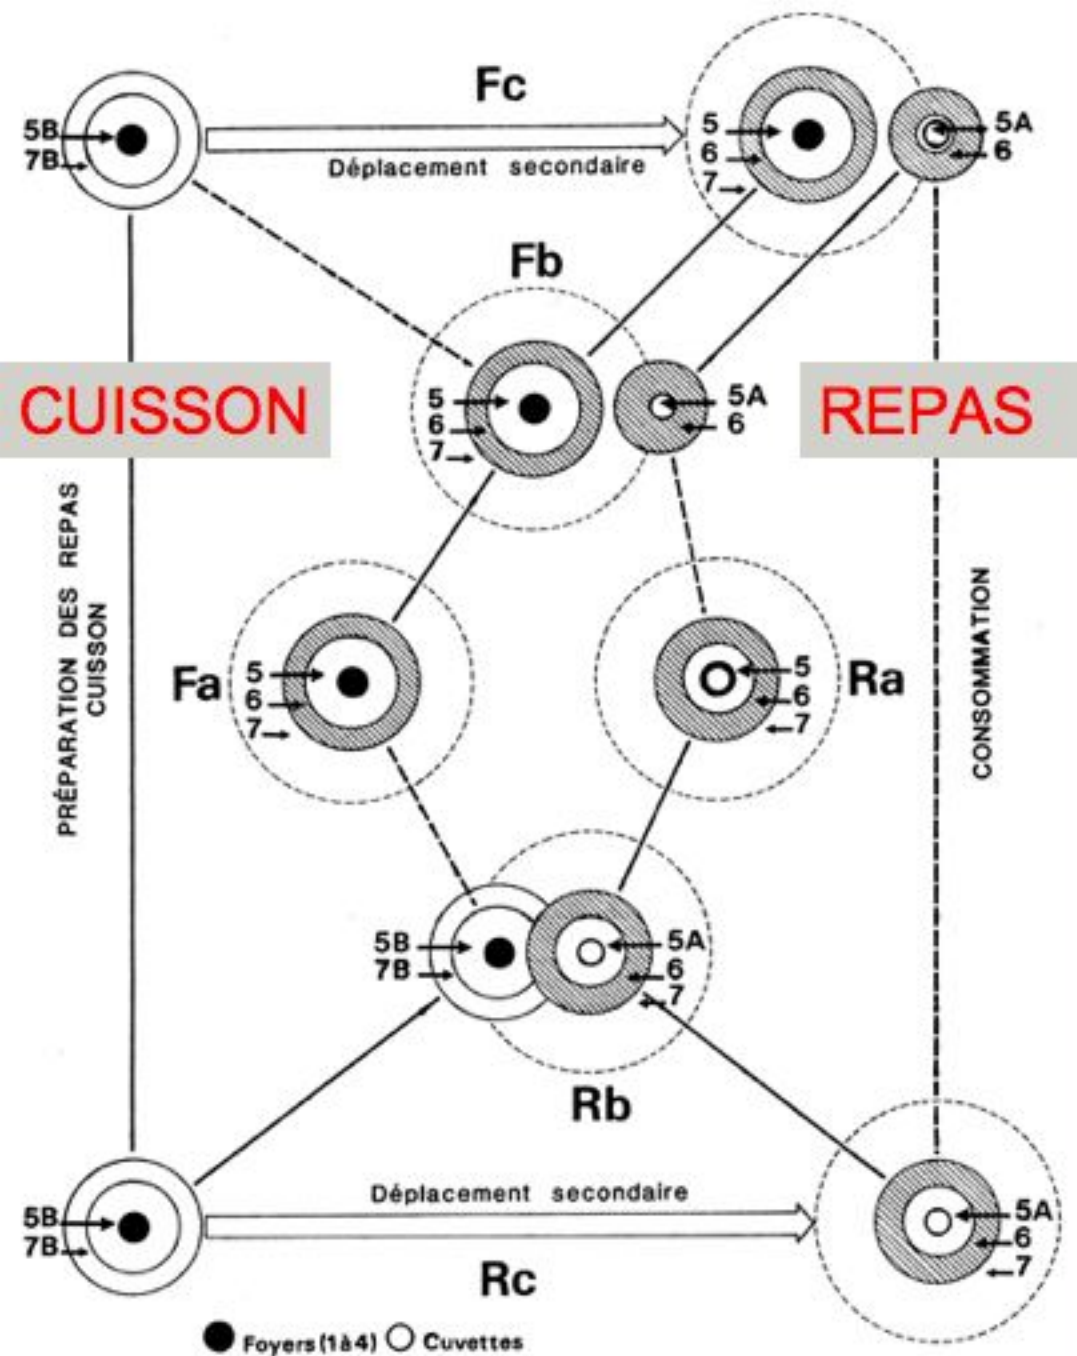 Fc
5B
7B
Déplacement secondaire
5
6
7
5A
6
Fb
CUISSON
REPAS
5
6
7
5A
6
PRÉPARATION DES REPAS
CUISSON
CONSOMMATION
Fa
5
6
7
5
6
7
Ra
5B
7B
5A
6
7
Rb
Déplacement secondaire
5B
7B
5A
6
7
Rc
Foyers (1à4) Cuvettes